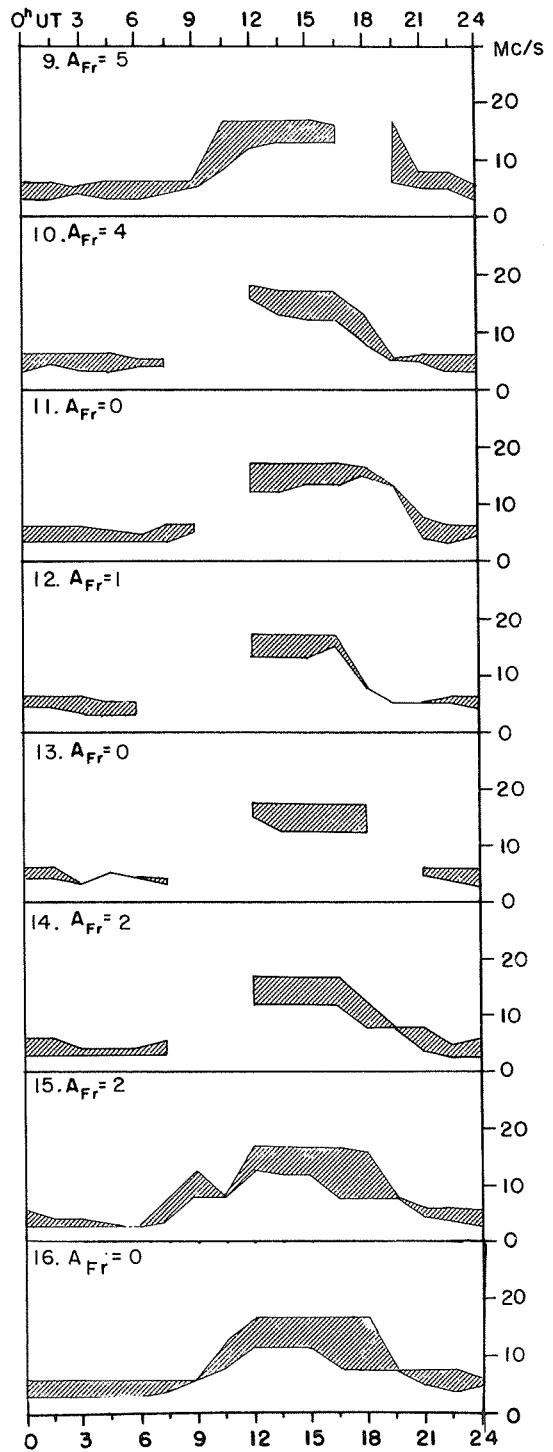 0ʰ UT 3 6 9 12 15 18 21 24
Mc/s
9. A_Fr = 5
20
10
0
10. A_Fr = 4
20
10
0
11. A_Fr = 0
20
10
0
12. A_Fr = 1
20
10
0
13. A_Fr = 0
20
10
0
14. A_Fr = 2
20
10
0
15. A_Fr = 2
20
10
0
16. A_Fr = 0
20
10
0
0 3 6 9 12 15 18 21 24